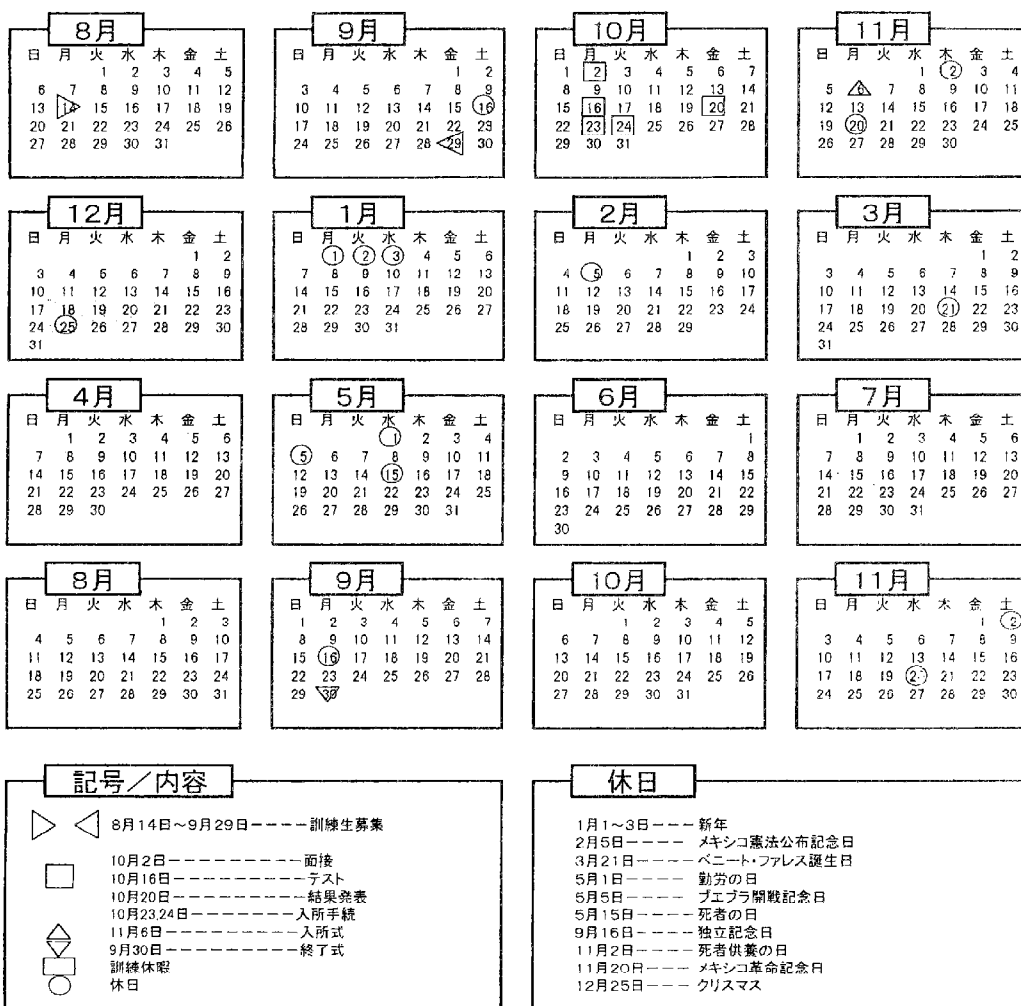 8月
日 月 火 水 木 金 土
1 2 3 4 5
6 7 8 9 10 11 12
13 14 15 16 17 18 19
20 21 22 23 24 25 26
27 28 29 30 31
9月
日 月 火 水 木 金 土
1 2
3 4 5 6 7 8 9
10 11 12 13 14 15 16
17 18 19 20 21 22 23
24 25 26 27 28 29 30
10月
日 月 火 水 木 金 土
1 2 3 4 5 6 7
8 9 10 11 12 13 14
15 16 17 18 19 20 21
22 23 24 25 26 27 28
29 30 31
11月
日 月 火 水 木 金 土
1 2 3 4
5 6 7 8 9 10 11
12 13 14 15 16 17 18
19 20 21 22 23 24 25
26 27 28 29 30
12月
日 月 火 水 木 金 土
1 2
3 4 5 6 7 8 9
10 11 12 13 14 15 16
17 18 19 20 21 22 23
24 25 26 27 28 29 30
31
1月
日 月 火 水 木 金 土
1 2 3 4 5 6
7 8 9 10 11 12 13
14 15 16 17 18 19 20
21 22 23 24 25 26 27
28 29 30 31
2月
日 月 火 水 木 金 土
1 2 3
4 5 6 7 8 9 10
11 12 13 14 15 16 17
18 19 20 21 22 23 24
25 26 27 28 29
3月
日 月 火 水 木 金 土
1 2
3 4 5 6 7 8 9
10 11 12 13 14 15 16
17 18 19 20 21 22 23
24 25 26 27 28 29 30
31
4月
日 月 火 水 木 金 土
1 2 3 4 5 6
7 8 9 10 11 12 13
14 15 16 17 18 19 20
21 22 23 24 25 26 27
28 29 30
5月
日 月 火 水 木 金 土
1 2 3 4
5 6 7 8 9 10 11
12 13 14 15 16 17 18
19 20 21 22 23 24 25
26 27 28 29 30 31
6月
日 月 火 水 木 金 土
1
2 3 4 5 6 7 8
9 10 11 12 13 14 15
16 17 18 19 20 21 22
23 24 25 26 27 28 29
30
7月
日 月 火 水 木 金 土
1 2 3 4 5 6
7 8 9 10 11 12 13
14 15 16 17 18 19 20
21 22 23 24 25 26 27
28 29 30 31
8月
日 月 火 水 木 金 土
1 2 3
4 5 6 7 8 9 10
11 12 13 14 15 16 17
18 19 20 21 22 23 24
25 26 27 28 29 30 31
9月
日 月 火 水 木 金 土
1 2 3 4 5 6 7
8 9 10 11 12 13 14
15 16 17 18 19 20 21
22 23 24 25 26 27 28
29 30
10月
日 月 火 水 木 金 土
1 2 3 4 5
6 7 8 9 10 11 12
13 14 15 16 17 18 19
20 21 22 23 24 25 26
27 28 29 30 31
11月
日 月 火 水 木 金 土
1 2
3 4 5 6 7 8 9
10 11 12 13 14 15 16
17 18 19 21 22 23
24 25 26 27 28 29 30
記号／内容
8月14日～9月29日----訓練生募集
10月2日----------面接
10月16日---------テスト
10月20日---------結果発表
10月23,24日-------入所手続
11月6日----------入所式
9月30日----------終了式
訓練休暇
休日
休日
1月1～3日---新年
2月5日----メキシコ憲法公布記念日
3月21日---ベニート・ファレス誕生日
5月1日----勤労の日
5月5日----プエブラ開戦記念日
5月15日---死者の日
9月16日---独立記念日
11月2日---死者供養の日
11月20日---メキシコ革命記念日
12月25日---クリスマス